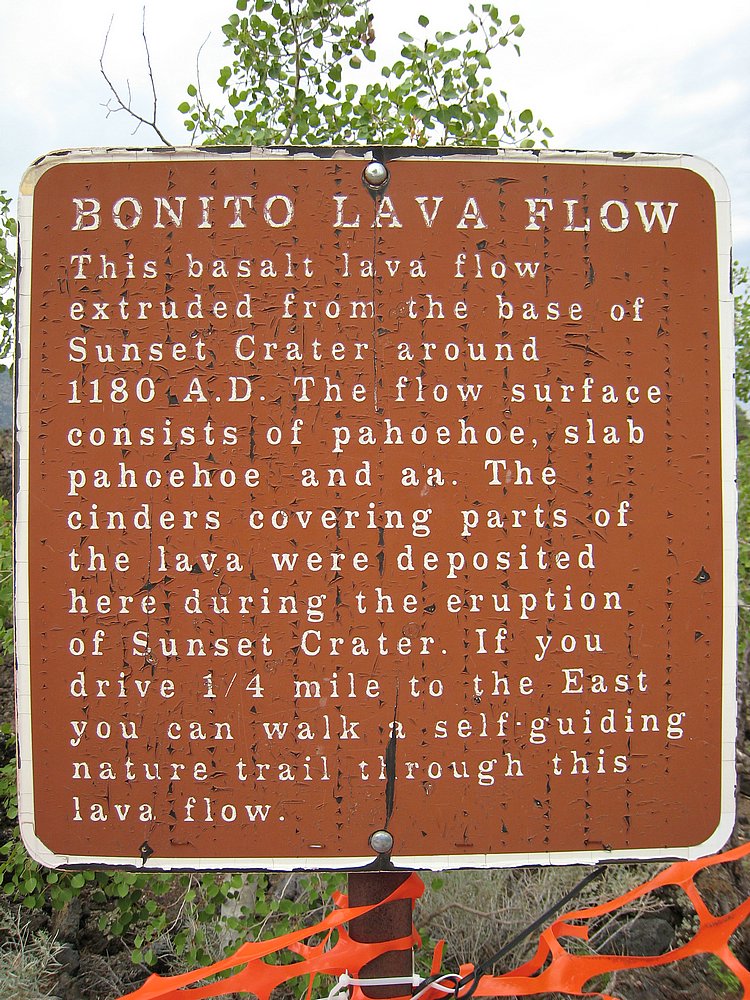 BONITO LAVA FLOW
This basalt lava flow
extruded from the base of
Sunset Crater around
1180 A.D. The flow surface
consists of pahoehoe, slab
pahoehoe and aa. The
cinders covering parts of
the lava were deposited
here during the eruption
of Sunset Crater. If you
drive 1/4 mile to the East
you can walk a self-guiding
nature trail through this
lava flow.